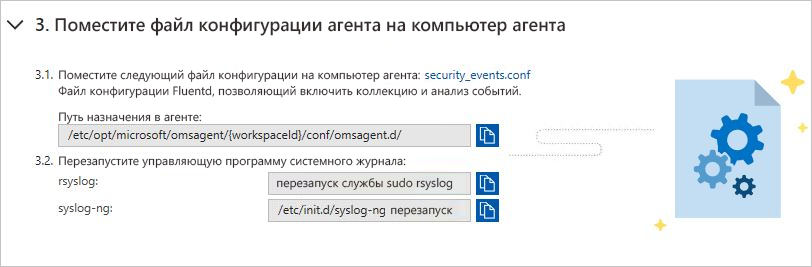 3. Поместите файл конфигурации агента на компьютер агента
3.1. Поместите следующий файл конфигурации на компьютер агента: security_events.conf
Файл конфигурации Fluentd, позволяющий включить коллекцию и анализ событий.
Путь назначения в агенте:
/etc/opt/microsoft/omsagent/{workspaceId}/conf/omsagent.d/
3.2. Перезапустите управляющую программу системного журнала:
rsyslog: перезапуск службы sudo rsyslog
syslog-ng: /etc/init.d/syslog-ng перезапуск